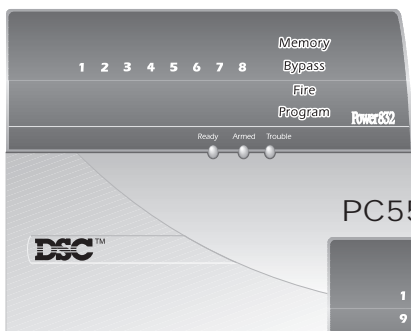 Memory
1 2 3 4 5 6 7 8 Bypass
Fire
Program Power832
Ready Armed Trouble
PC55
DSC™
1
9